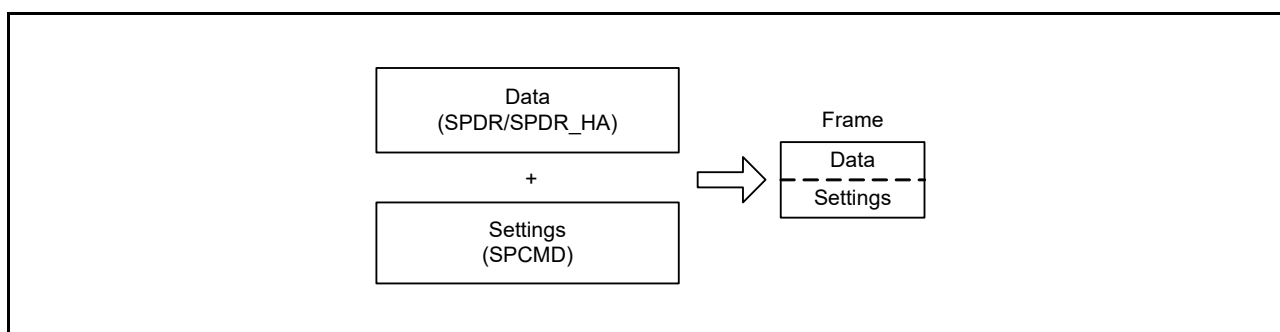 Data
(SPDR/SPDR_HA)
+
Settings
(SPCMD)
Frame
Data
Settings